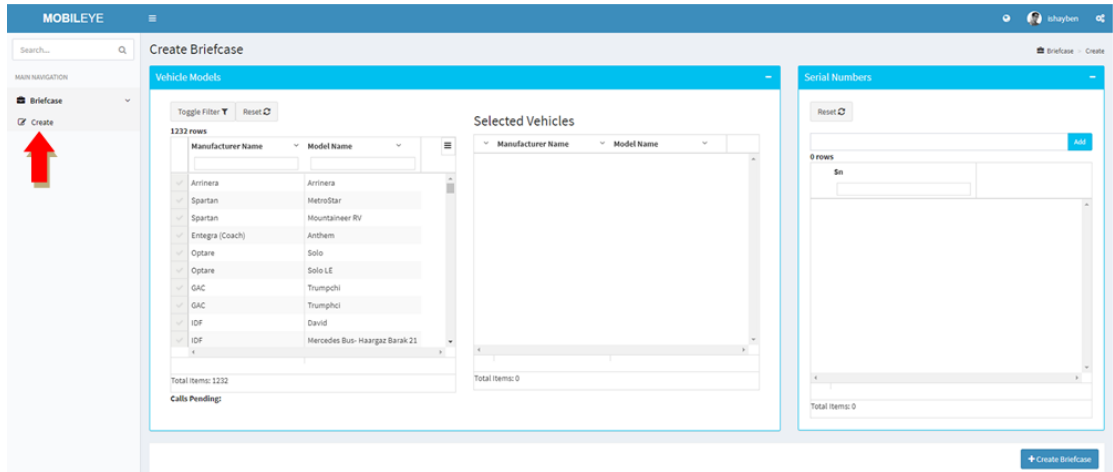 MOBILEYE
ishayben
Search...
MAIN NAVIGATION
Briefcase
Create
Create Briefcase
Briefcase > Create
Vehicle Models
Toggle Filter Reset
1232 rows
Manufacturer Name Model Name
Arrinera Arrinera
Spartan MetroStar
Spartan Mountaineer RV
Entegra (Coach) Anthem
Optare Solo
Optare Solo LE
GAC Trumpchi
GAC Trumphci
IDF David
IDF Mercedes Bus- Haargaz Barak 21
Total Items: 1232
Calls Pending:
Selected Vehicles
Manufacturer Name Model Name
Total Items: 0
Serial Numbers
Reset
Add
0 rows
Sn
Total Items: 0
+ Create Briefcase